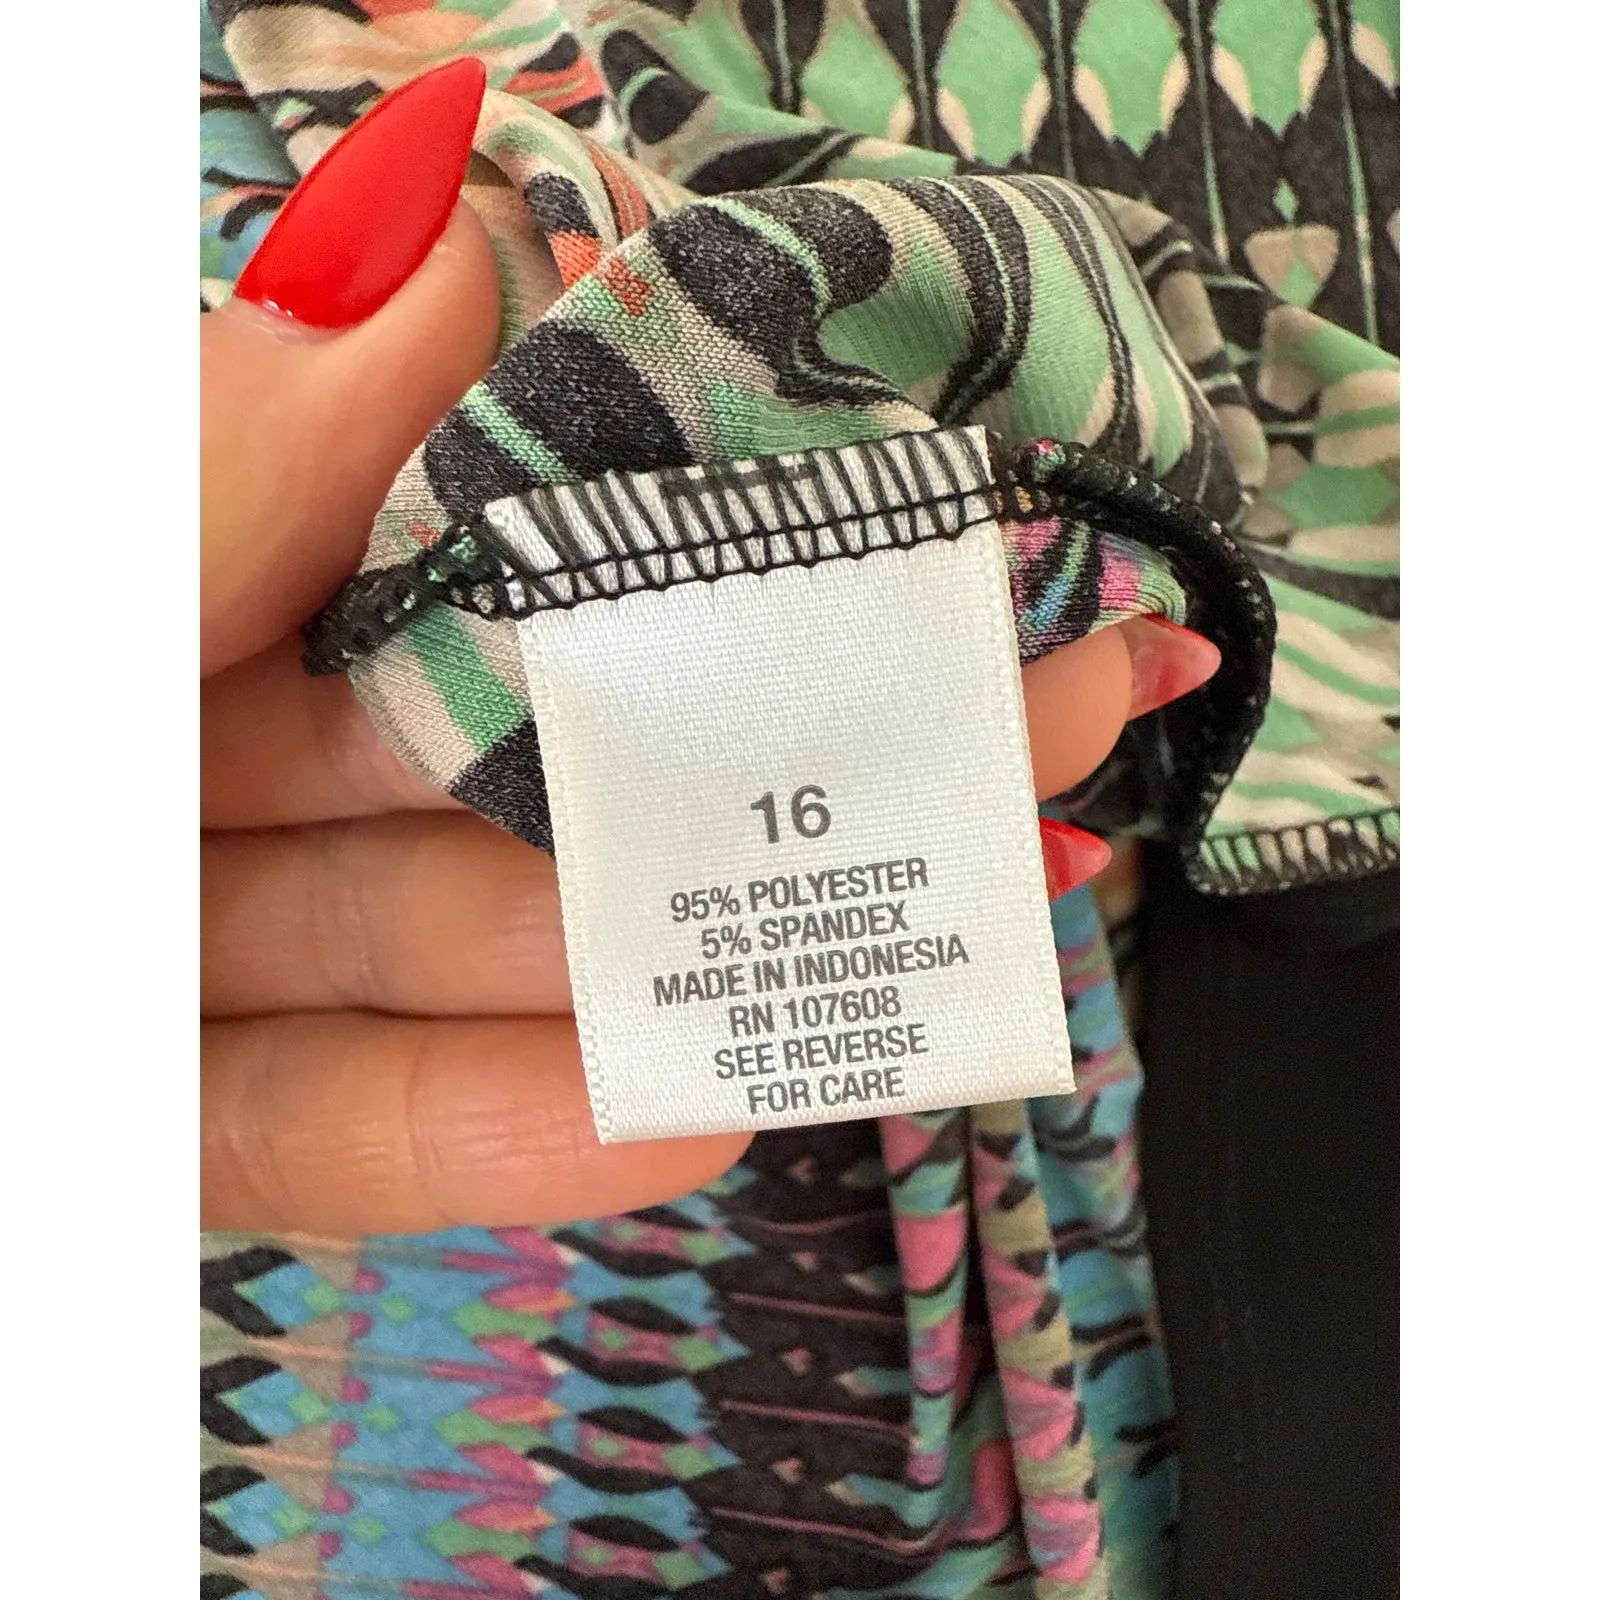 16
95% POLYESTER
5% SPANDEX
MADE IN INDONESIA
RN 107608
SEE REVERSE
FOR CARE